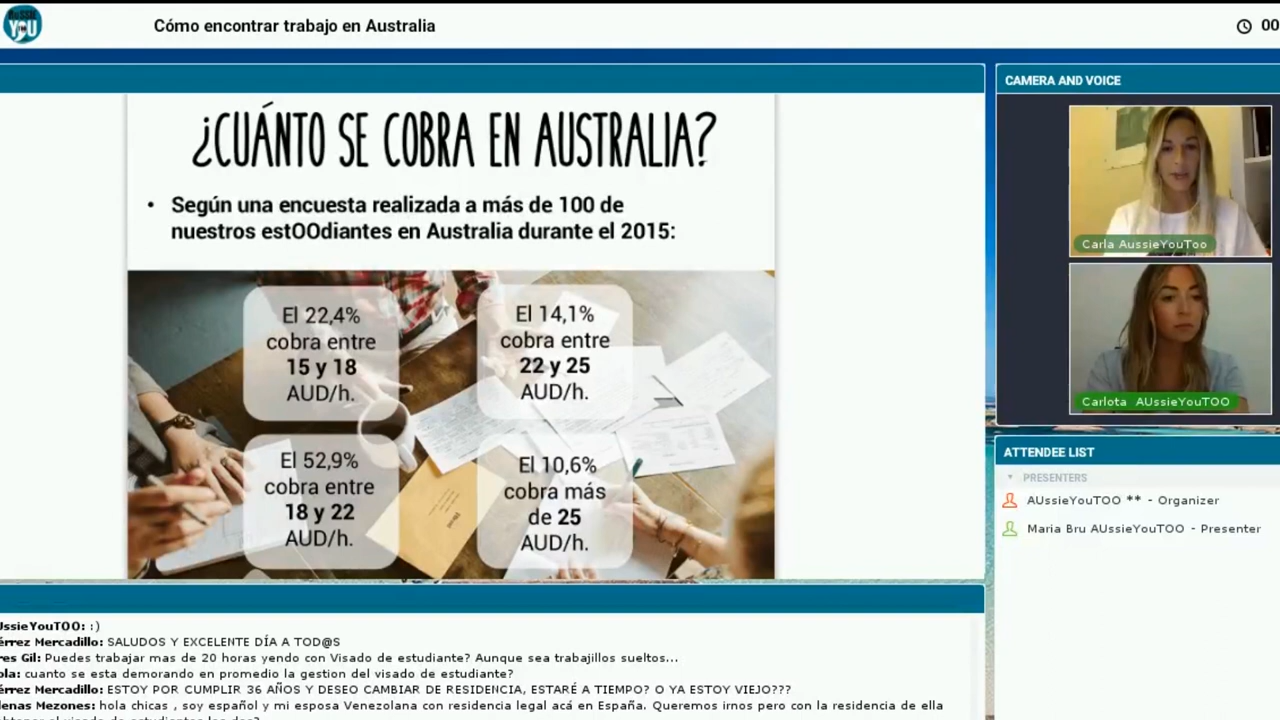 AUSSIE
YOU
Cómo encontrar trabajo en Australia
00
CAMERA AND VOICE
¿CUÁNTO SE COBRA EN AUSTRALIA?
• Según una encuesta realizada a más de 100 de
nuestros estOOdiantes en Australia durante el 2015:
El 22,4%
cobra entre
15 y 18
AUD/h.
El 14,1%
cobra entre
22 y 25
AUD/h.
El 52,9%
cobra entre
18 y 22
AUD/h.
El 10,6%
cobra más
de 25
AUD/h.
Carla AussieYouToo
Carlota AUssieYouTOO
ATTENDEE LIST
PRESENTERS
AUssieYouTOO ** - Organizer
Maria Bru AUssieYouTOO - Presenter
UssieYouTOO: :)
érrez Mercadillo: SALUDOS Y EXCELENTE DÍA A TOD@S
res Gil: Puedes trabajar mas de 20 horas yendo con Visado de estudiante? Aunque sea trabajillos sueltos...
ola: cuanto se esta demorando en promedio la gestion del visado de estudiante?
érrez Mercadillo: ESTOY POR CUMPLIR 36 AÑOS Y DESEO CAMBIAR DE RESIDENCIA, ESTARÉ A TIEMPO? O YA ESTOY VIEJO???
denas Mezones: hola chicas , soy español y mi esposa Venezolana con residencia legal acá en España. Queremos irnos pero con la residencia de ella